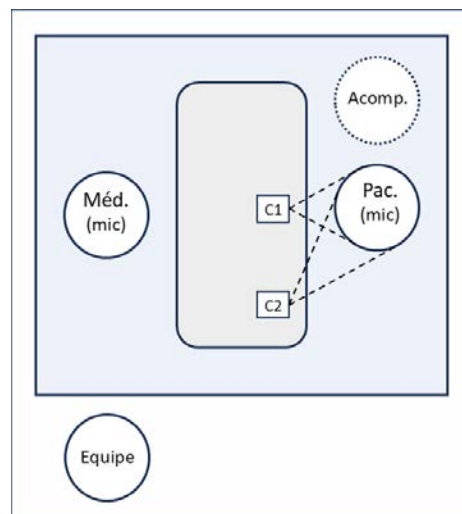 Acomp.
Méd.
(mic)
Pac.
(mic)
C1
C2
Equipe